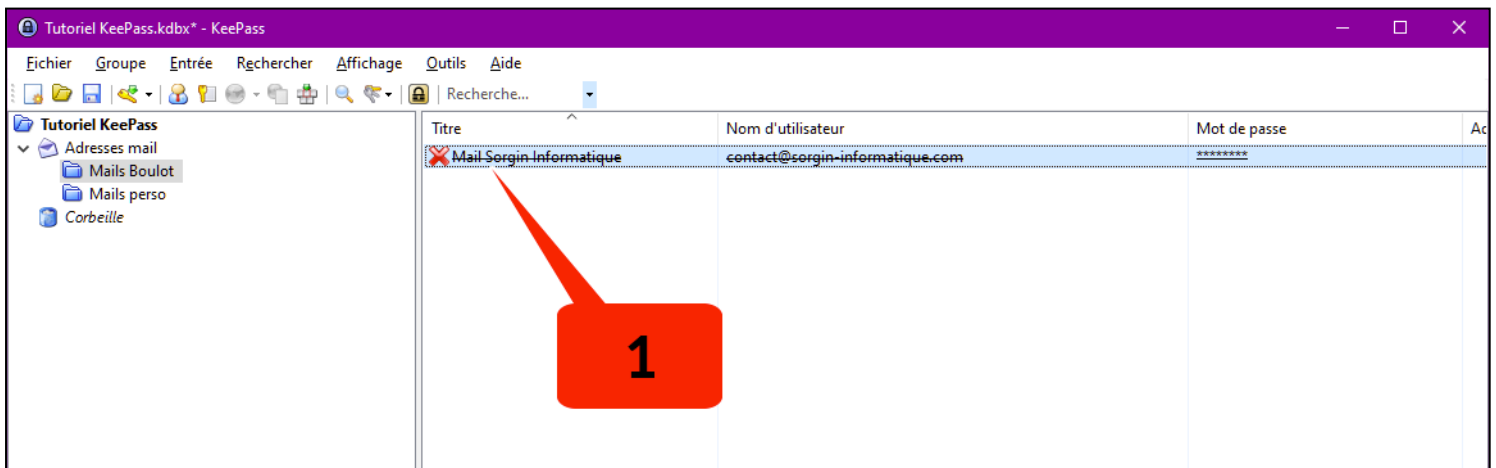 Tutoriel KeePass.kdbx* - KeePass
Fichier Groupe Entrée Rechercher Affichage Outils Aide
Recherche...
Tutoriel KeePass
Adresses mail
Mails Boulot
Mails perso
Corbeille
Titre Nom d'utilisateur Mot de passe Ad
Mail Sorgin Informatique contact@sorgin-informatique.com ********
1